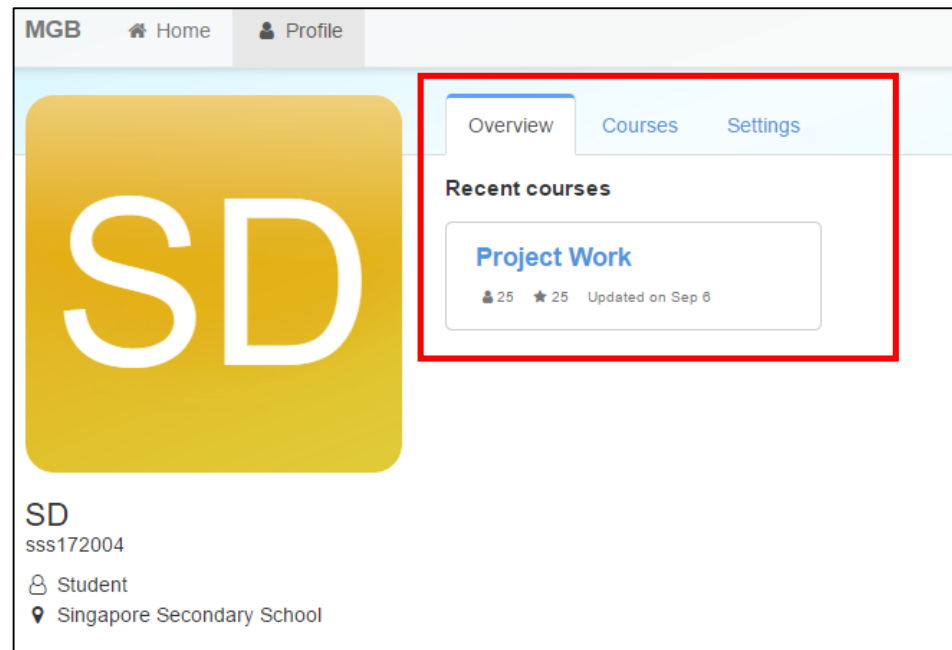 MGB Home Profile
Overview Courses Settings
Recent courses
Project Work
25 25 Updated on Sep 6
SD
SD
sss172004
Student
Singapore Secondary School